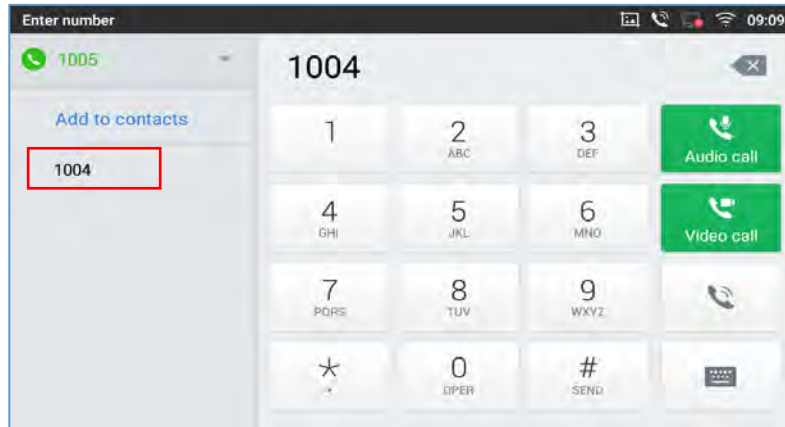 Enter number
09:09
1005
1004
Add to contacts
1004
1
2
ABC
3
DEF
Audio call
4
GHI
5
JKL
6
MNO
Video call
7
PQRS
8
TUV
9
WXYZ
*
0
OPER
#
SEND